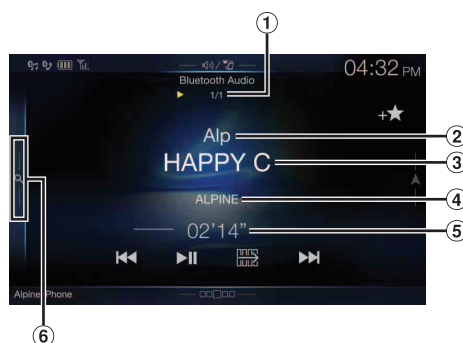 ①
04:32 PM
Bluetooth Audio
1/1
Alp ②
HAPPY C ③
ALPINE ④
02'14" ⑤
Alpine Phone
⑥